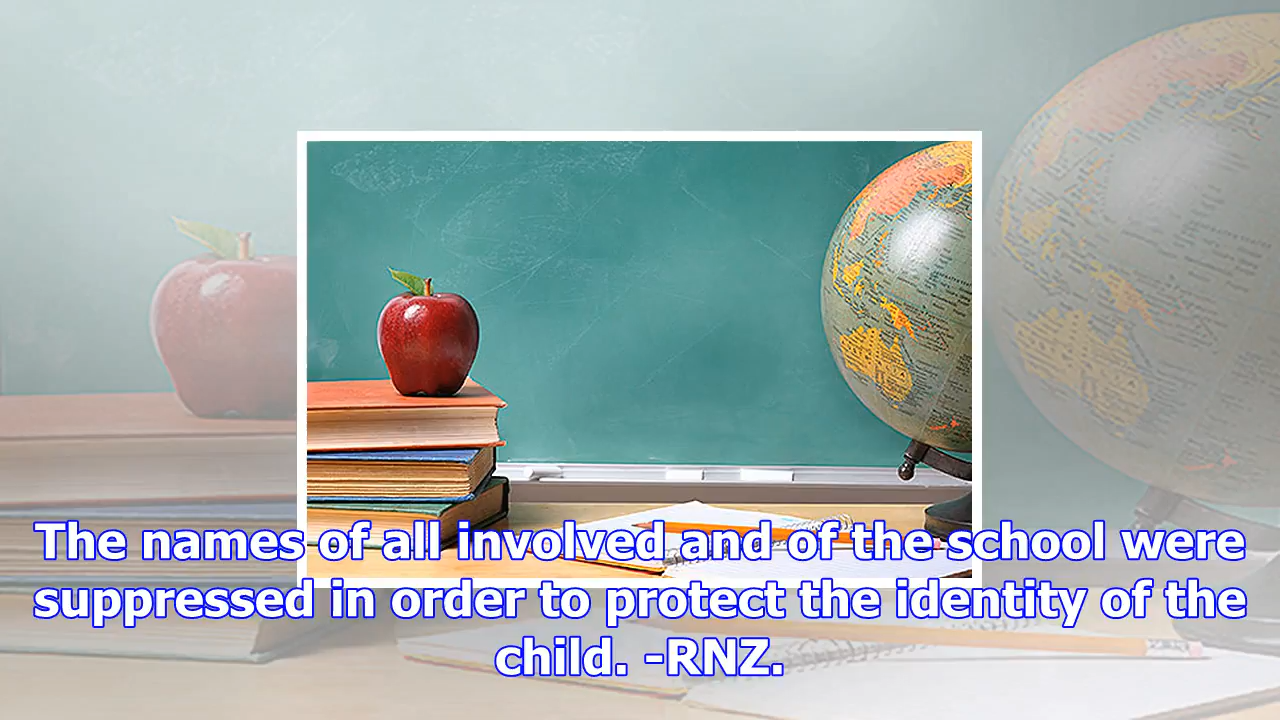 The names of all involved and of the school were
suppressed in order to protect the identity of the
child. -RNZ.